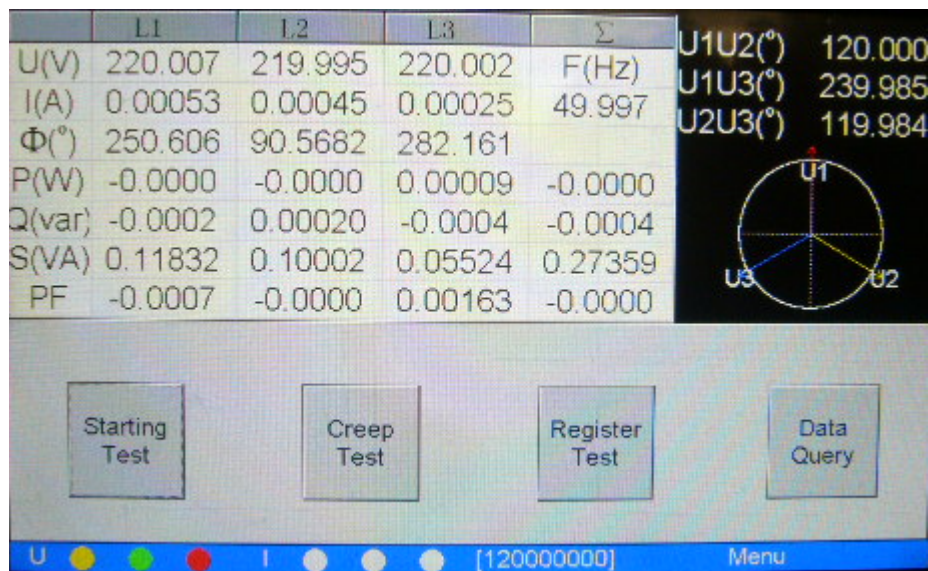 L1 L2 L3 Σ
U(V) 220.007 219.995 220.002 F(Hz)
I(A) 0.00053 0.00045 0.00025 49.997
Φ(°) 250.606 90.5682 282.161
P(W) -0.0000 -0.0000 0.00009 -0.0000
Q(var) -0.0002 0.00020 -0.0004 -0.0004
S(VA) 0.11832 0.10002 0.05524 0.27359
PF -0.0007 -0.0000 0.00163 -0.0000
U1U2(°) 120.000
U1U3(°) 239.985
U2U3(°) 119.984
U1
U3 U2
Starting
Test
Creep
Test
Register
Test
Data
Query
U I [120000000] Menu